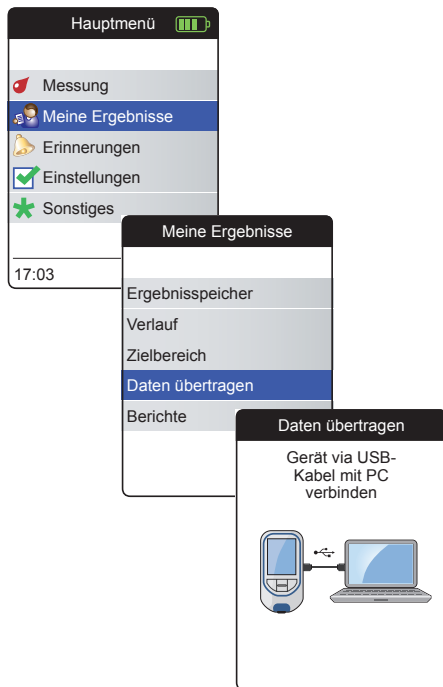 Hauptmenü
Messung
Meine Ergebnisse
Erinnerungen
Einstellungen
Sonstiges
17:03
Meine Ergebnisse
Ergebnisspeicher
Verlauf
Zielbereich
Daten übertragen
Berichte
Daten übertragen
Gerät via USB-
Kabel mit PC
verbinden